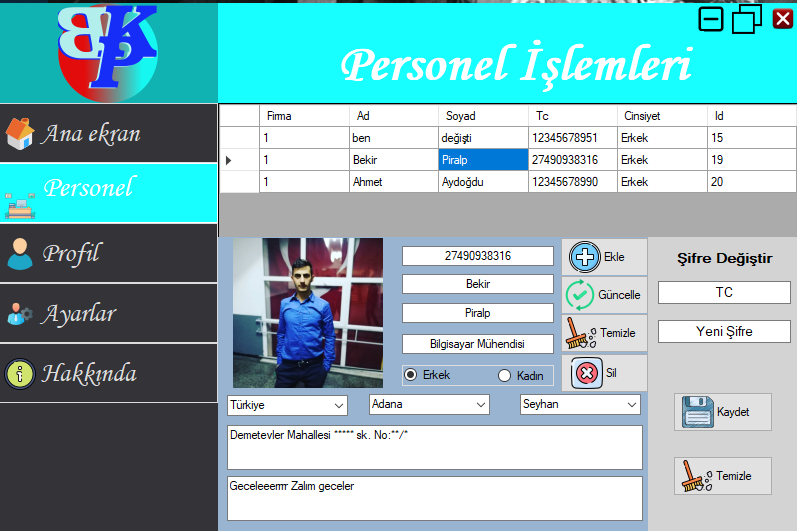 BKP
Personel İşlemleri
Ana ekran
Personel
Profil
Ayarlar
Hakkında
Firma Ad Soyad Tc Cinsiyet Id
1 ben değişti 12345678951 Erkek 15
1 Bekir Piralp 27490938316 Erkek 19
1 Ahmet Aydoğdu 12345678990 Erkek 20
27490938316
Bekir
Piralp
Bilgisayar Mühendisi
Erkek Kadın
Ekle
Güncelle
Temizle
Sil
Türkiye Adana Seyhan
Demetevler Mahallesi ***** sk. No:**/*
Geceleeerrrr Zalım geceler
Şifre Değiştir
TC
Yeni Şifre
Kaydet
Temizle